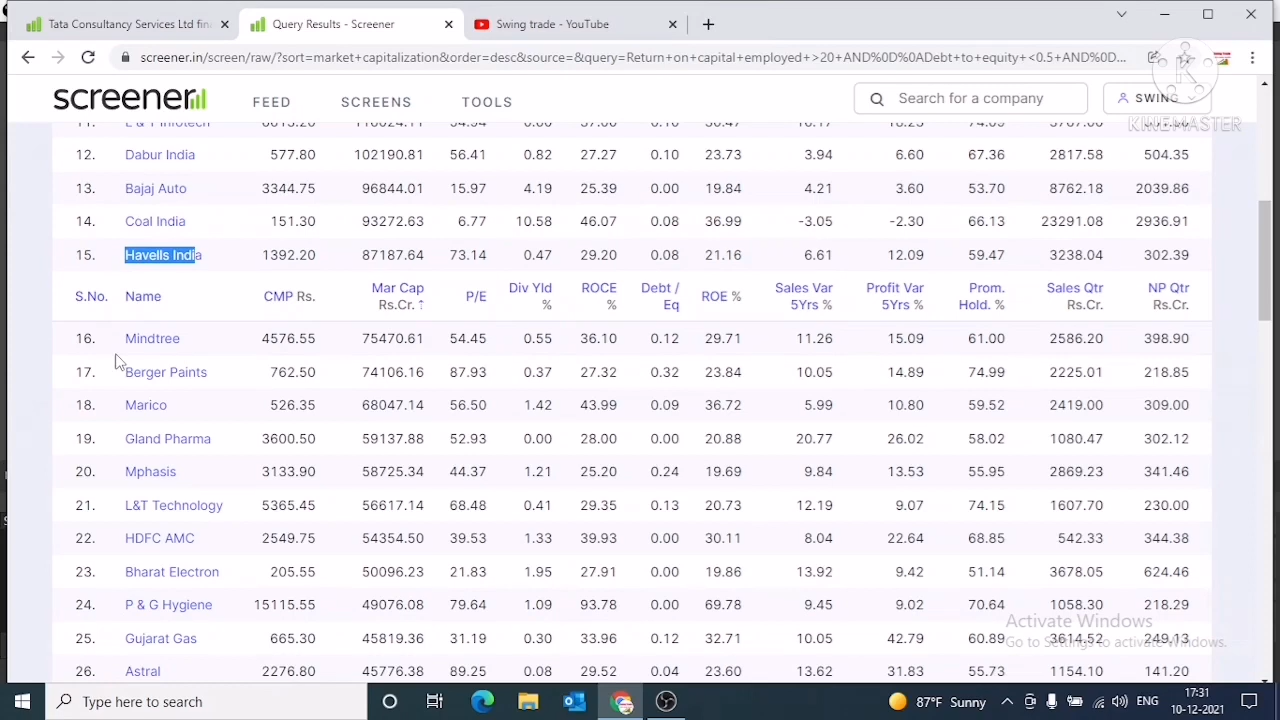 Tata Consultancy Services Ltd fin
Query Results - Screener
Swing trade - YouTube
screener.in/screen/raw/?sort=market+capitalization&order=desc&source=&query=Return+on+capital+employed+>20+AND%0D%0ADebt+to+equity+<0.5+AND%0D...
screener
FEED SCREENS TOOLS
Search for a company
SWING
KINEMASTER
12. Dabur India 577.80 102190.81 56.41 0.82 27.27 0.10 23.73 3.94 6.60 67.36 2817.58 504.35
13. Bajaj Auto 3344.75 96844.01 15.97 4.19 25.39 0.00 19.84 4.21 3.60 53.70 8762.18 2039.86
14. Coal India 151.30 93272.63 6.77 10.58 46.07 0.08 36.99 -3.05 -2.30 66.13 23291.08 2936.91
15. Havells India 1392.20 87187.64 73.14 0.47 29.20 0.08 21.16 6.61 12.09 59.47 3238.04 302.39
S.No. Name CMP Rs. Mar Cap Rs.Cr. ↑ P/E Div Yld % ROCE % Debt / Eq ROE % Sales Var 5Yrs % Profit Var 5Yrs % Prom. Hold. % Sales Qtr Rs.Cr. NP Qtr Rs.Cr.
16. Mindtree 4576.55 75470.61 54.45 0.55 36.10 0.12 29.71 11.26 15.09 61.00 2586.20 398.90
17. Berger Paints 762.50 74106.16 87.93 0.37 27.32 0.32 23.84 10.05 14.89 74.99 2225.01 218.85
18. Marico 526.35 68047.14 56.50 1.42 43.99 0.09 36.72 5.99 10.80 59.52 2419.00 309.00
19. Gland Pharma 3600.50 59137.88 52.93 0.00 28.00 0.00 20.88 20.77 26.02 58.02 1080.47 302.12
20. Mphasis 3133.90 58725.34 44.37 1.21 25.20 0.24 19.69 9.84 13.53 55.95 2869.23 341.46
21. L&T Technology 5365.45 56617.14 68.48 0.41 29.35 0.13 20.73 12.19 9.07 74.15 1607.70 230.00
22. HDFC AMC 2549.75 54354.50 39.53 1.33 39.93 0.00 30.11 8.04 22.64 68.85 542.33 344.38
23. Bharat Electron 205.55 50096.23 21.83 1.95 27.91 0.00 19.86 13.92 9.42 51.14 3678.05 624.46
24. P & G Hygiene 15115.55 49076.08 79.64 1.09 93.78 0.00 69.78 9.45 9.02 70.64 1058.30 218.29
25. Gujarat Gas 665.30 45819.36 31.19 0.30 33.96 0.12 32.71 10.05 42.79 60.89 3614.52 249.13
26. Astral 2276.80 45776.38 89.25 0.08 29.52 0.04 23.60 13.62 31.83 55.73 1154.10 141.20
Activate Windows
Go to Settings to activate Windows.
Type here to search
87°F Sunny
ENG
17:31
10-12-2021